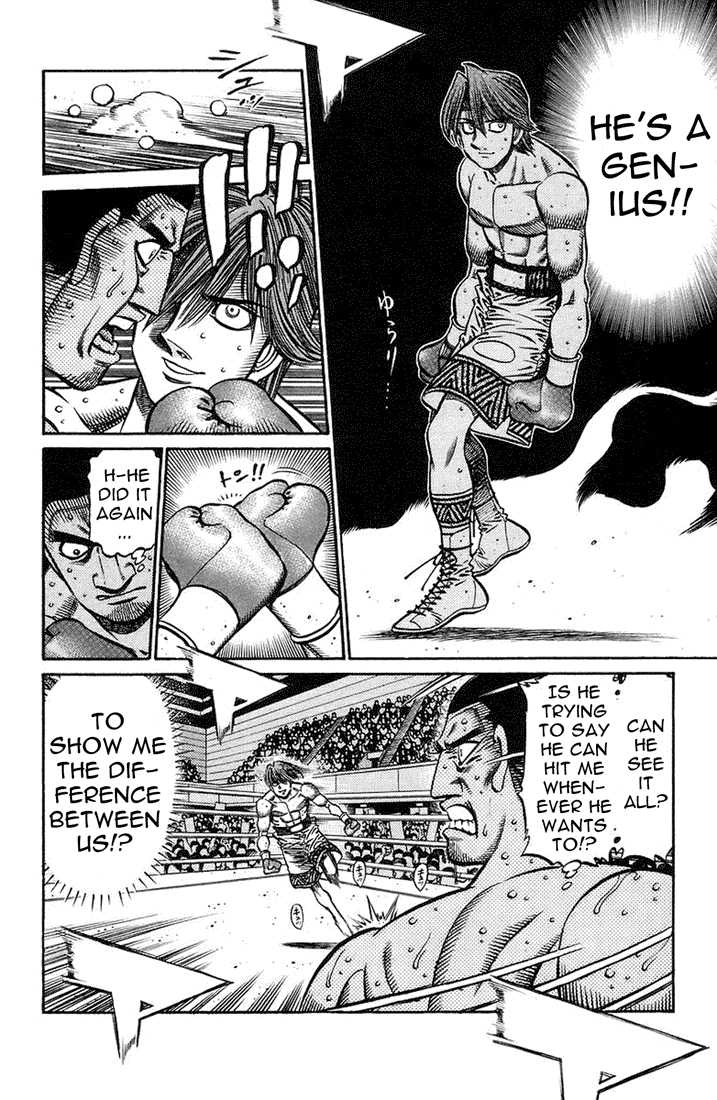 HE'S A
GEN-
IUS!!
ゆらり…
トン!!
H-HE
DID IT
AGAIN
...
CAN
HE
SEE
IT
ALL?
IS HE
TRYING
TO SAY
HE CAN
HIT ME
WHEN-
EVER HE
WANTS
TO!?
TO
SHOW ME
THE DIF-
FERENCE
BETWEEN
US!?